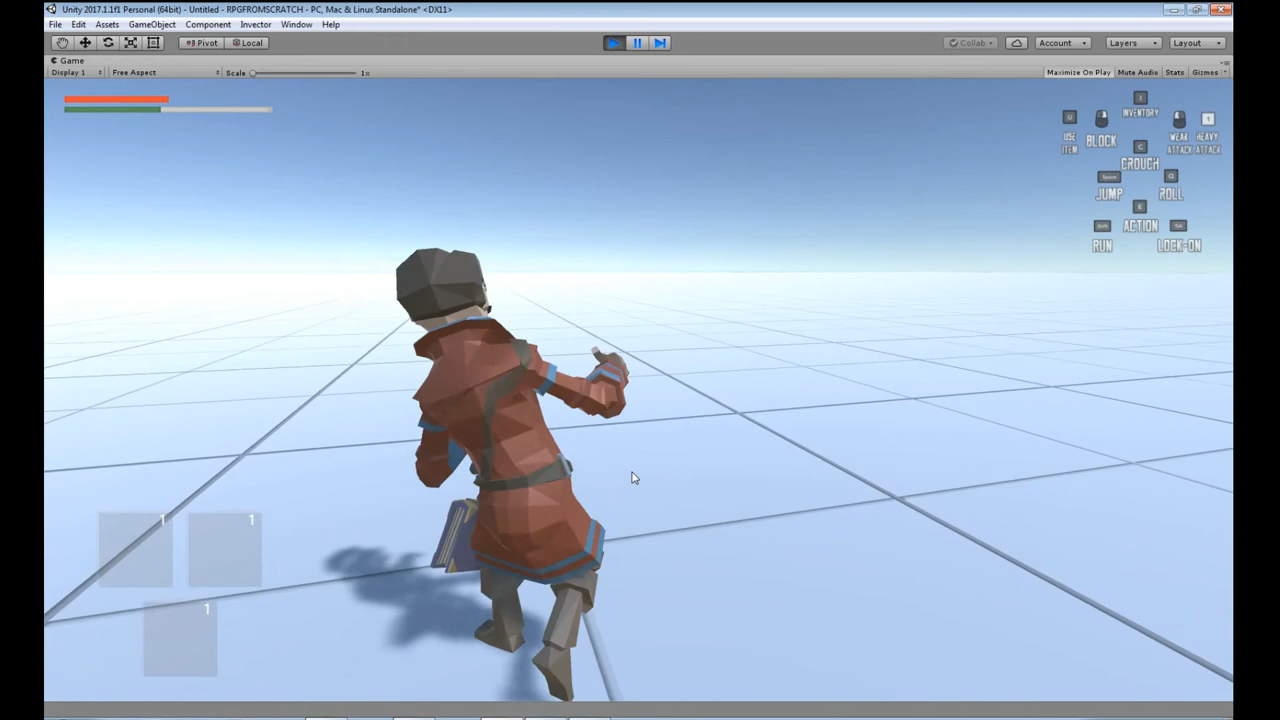 Unity 2017.1.1f1 Personal (64bit) - Untitled - RPGFROMSCRATCH - PC, Mac & Linux Standalone* <DX11>
File Edit Assets GameObject Component Invector Window Help
Pivot Local Collab Account Layers Layout
Game
Display 1 Free Aspect Scale 1x Maximize On Play Mute Audio Stats Gizmos
I
INVENTORY
U
USE ITEM
BLOCK
WEAK ATTACK
1
HEAVY ATTACK
C
CROUCH
Space
JUMP
Q
ROLL
E
ACTION
RUN
Tab
LOCK-ON
1 1
1